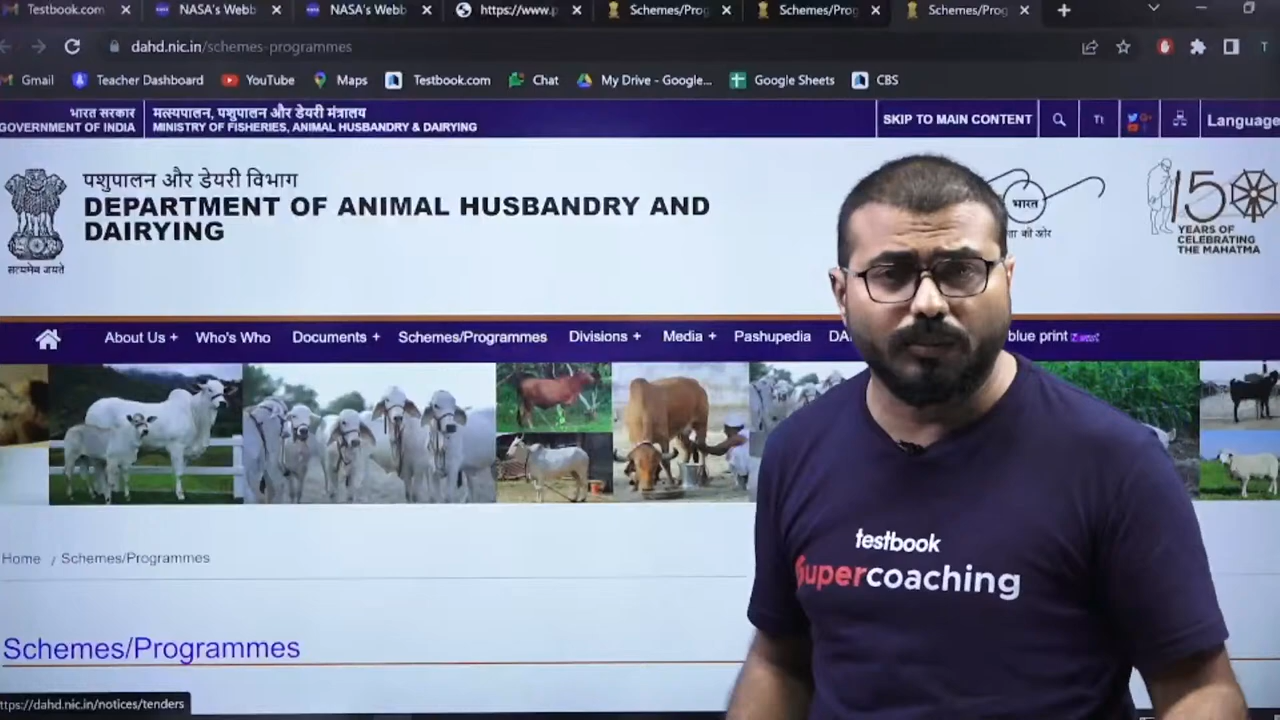 Testbook.com
NASA's Webb
NASA's Webb
https://www.p
Schemes/Prog
Schemes/Prog
Schemes/Prog
dahd.nic.in/schemes-programmes
T
Gmail
Teacher Dashboard
YouTube
Maps
Testbook.com
Chat
My Drive - Google...
Google Sheets
CBS
भारत सरकार
GOVERNMENT OF INDIA
मत्स्यपालन, पशुपालन और डेयरी मंत्रालय
MINISTRY OF FISHERIES, ANIMAL HUSBANDRY & DAIRYING
SKIP TO MAIN CONTENT
Tt
Language
पशुपालन और डेयरी विभाग
DEPARTMENT OF ANIMAL HUSBANDRY AND
DAIRYING
सत्यमेव जयते
भारत
ता की ओर
150
YEARS OF
CELEBRATING
THE MAHATMA
About Us +
Who's Who
Documents +
Schemes/Programmes
Divisions +
Media +
Pashupedia
DA
blue print
Home / Schemes/Programmes
testbook
Supercoaching
Schemes/Programmes
ttps://dahd.nic.in/notices/tenders